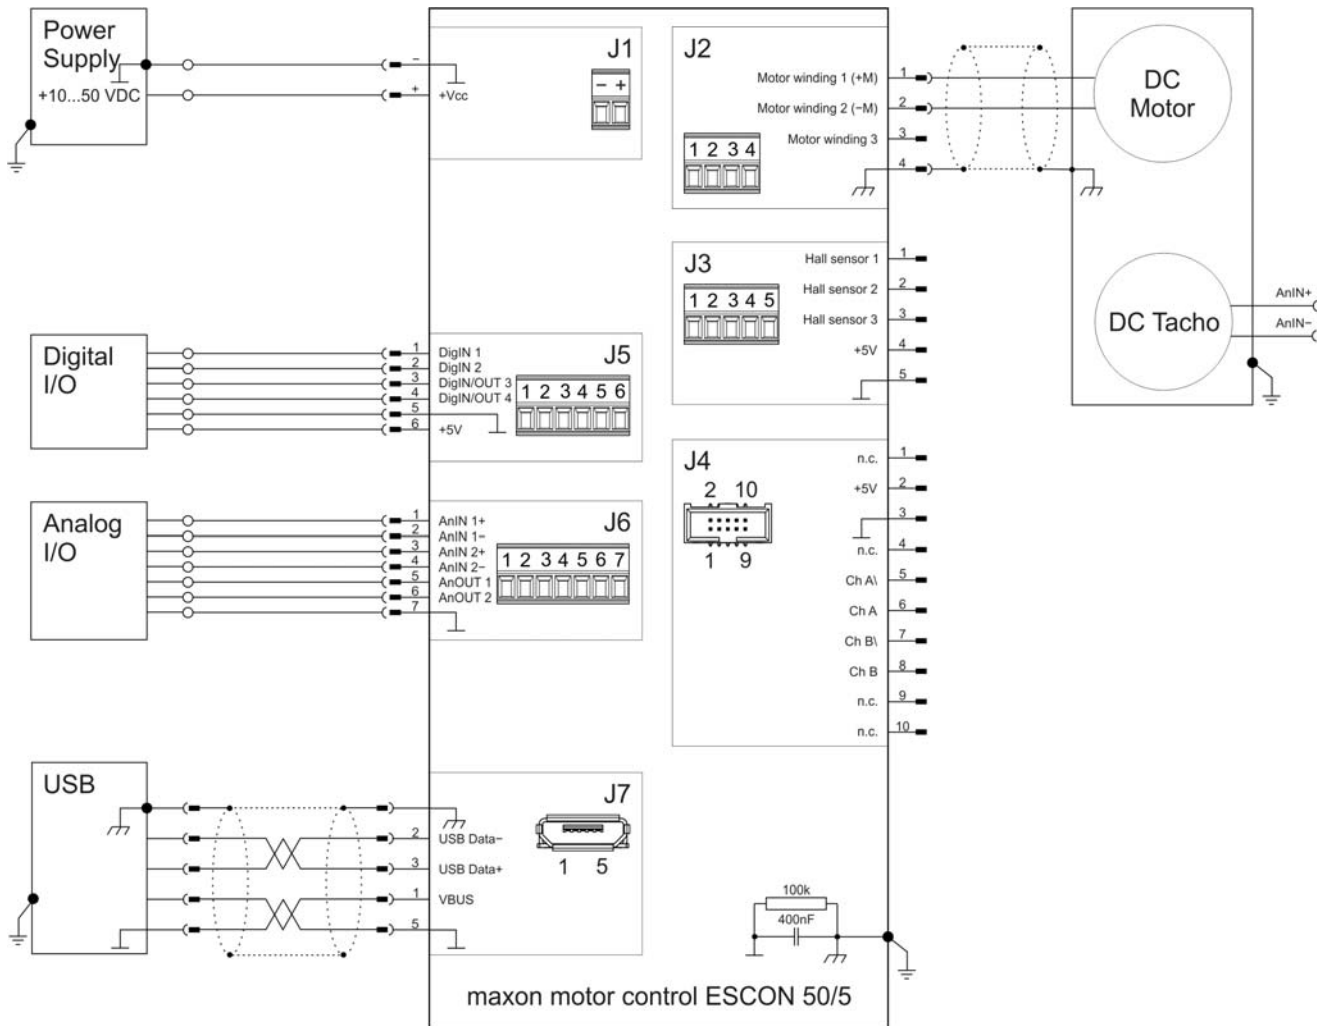 Power
Supply
+10...50 VDC
−
+
+Vcc
J1
− +
J2
Motor winding 1 (+M)
1
Motor winding 2 (−M)
2
Motor winding 3
3
4
1 2 3 4
DC
Motor
J3
Hall sensor 1
1
Hall sensor 2
2
Hall sensor 3
3
+5V
4
5
1 2 3 4 5
DC Tacho
AnIN+
AnIN−
Digital
I/O
1
DigIN 1
2
DigIN 2
3
DigIN/OUT 3
4
DigIN/OUT 4
5
6
+5V
J5
1 2 3 4 5 6
J4
2 10
1 9
n.c.
1
+5V
2
3
n.c.
4
Ch A\
5
Ch A
6
Ch B\
7
Ch B
8
n.c.
9
n.c.
10
Analog
I/O
1
AnIN 1+
2
AnIN 1−
3
AnIN 2+
4
AnIN 2−
5
AnOUT 1
6
AnOUT 2
7
J6
1 2 3 4 5 6 7
USB
2
USB Data−
3
USB Data+
1
VBUS
5
J7
1 5
100k
400nF
maxon motor control ESCON 50/5